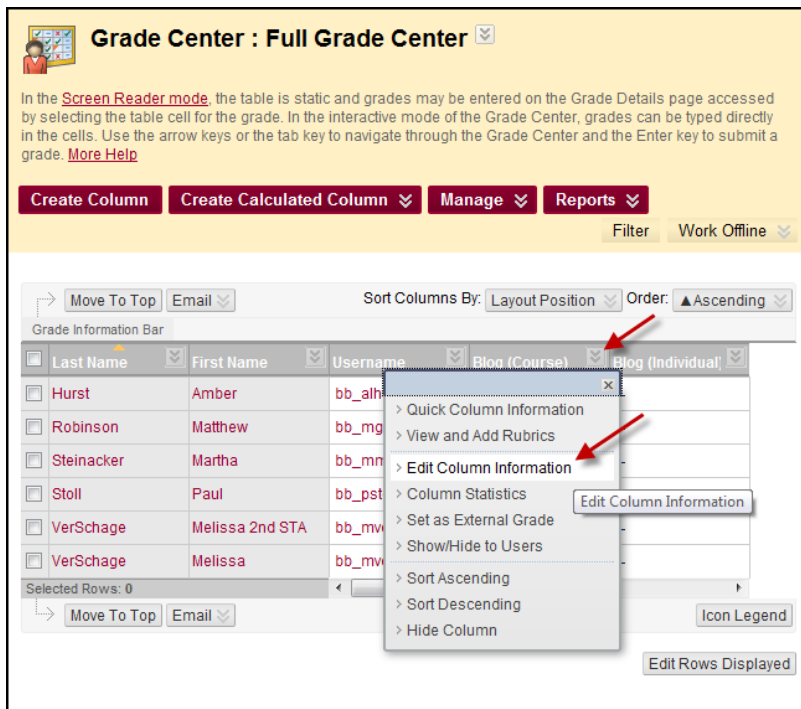 Grade Center : Full Grade Center
In the Screen Reader mode, the table is static and grades may be entered on the Grade Details page accessed
by selecting the table cell for the grade. In the interactive mode of the Grade Center, grades can be typed directly
in the cells. Use the arrow keys or the tab key to navigate through the Grade Center and the Enter key to submit a
grade. More Help
Create Column Create Calculated Column Manage Reports
Filter Work Offline
Move To Top Email Sort Columns By: Layout Position Order: ▲Ascending
Grade Information Bar
Last Name First Name Username Blog (Course) Blog (Individual)
Hurst Amber bb_alh
Robinson Matthew bb_mg
Steinacker Martha bb_mm
Stoll Paul bb_pst
VerSchage Melissa 2nd STA bb_mv
VerSchage Melissa bb_mv
> Quick Column Information
> View and Add Rubrics
> Edit Column Information
> Column Statistics
> Set as External Grade
> Show/Hide to Users
> Sort Ascending
> Sort Descending
> Hide Column
Edit Column Information
Selected Rows: 0
Move To Top Email Icon Legend
Edit Rows Displayed